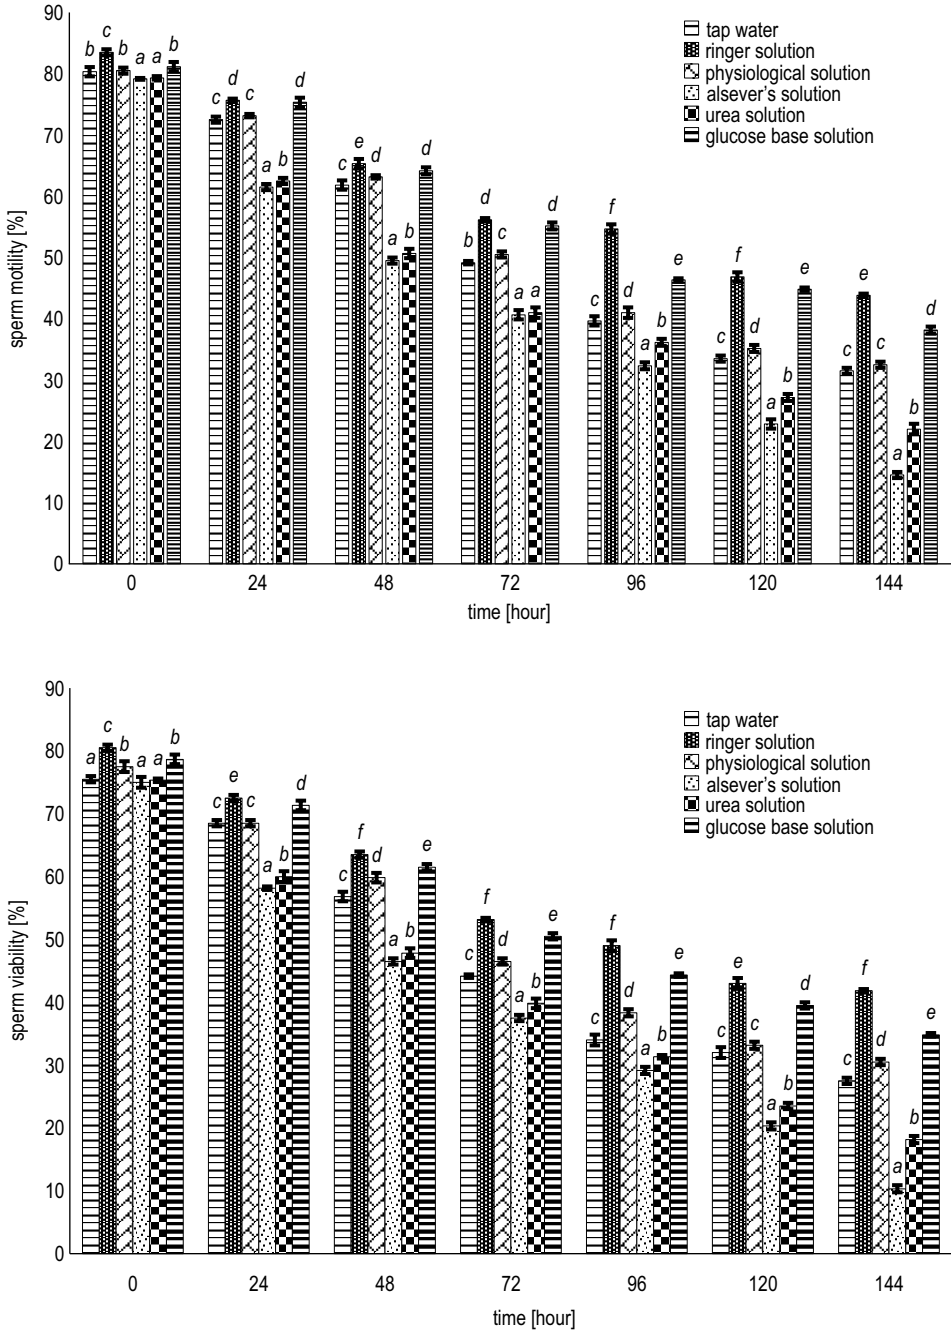 90
80
70
60
50
40
30
20
10
0
sperm motility [%]
b c b a a b
c d c a b d
c e d a b d
b d c a a d
c f d a b e
c f d a b e
c e c a b d
tap water
ringer solution
physiological solution
alsever's solution
urea solution
glucose base solution
0 24 48 72 96 120 144
time [hour]
90
80
70
60
50
40
30
20
10
0
sperm viability [%]
a c b a a b
c e c a b d
c f d a b e
c f d a b e
c f d a b e
c e c a b d
c f d a b e
tap water
ringer solution
physiological solution
alsever's solution
urea solution
glucose base solution
0 24 48 72 96 120 144
time [hour]